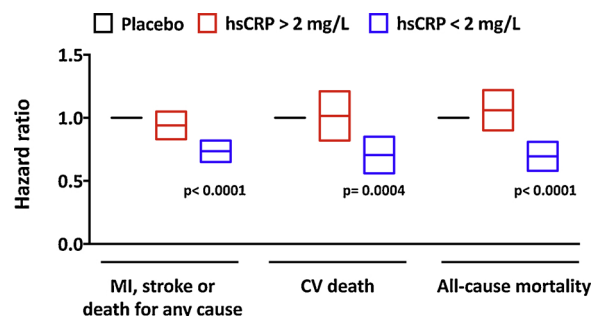 Placebo hsCRP > 2 mg/L hsCRP < 2 mg/L
Hazard ratio
1.5
1.0
0.5
0.0
p< 0.0001
p= 0.0004
p< 0.0001
MI, stroke or
death for any cause
CV death
All-cause mortality